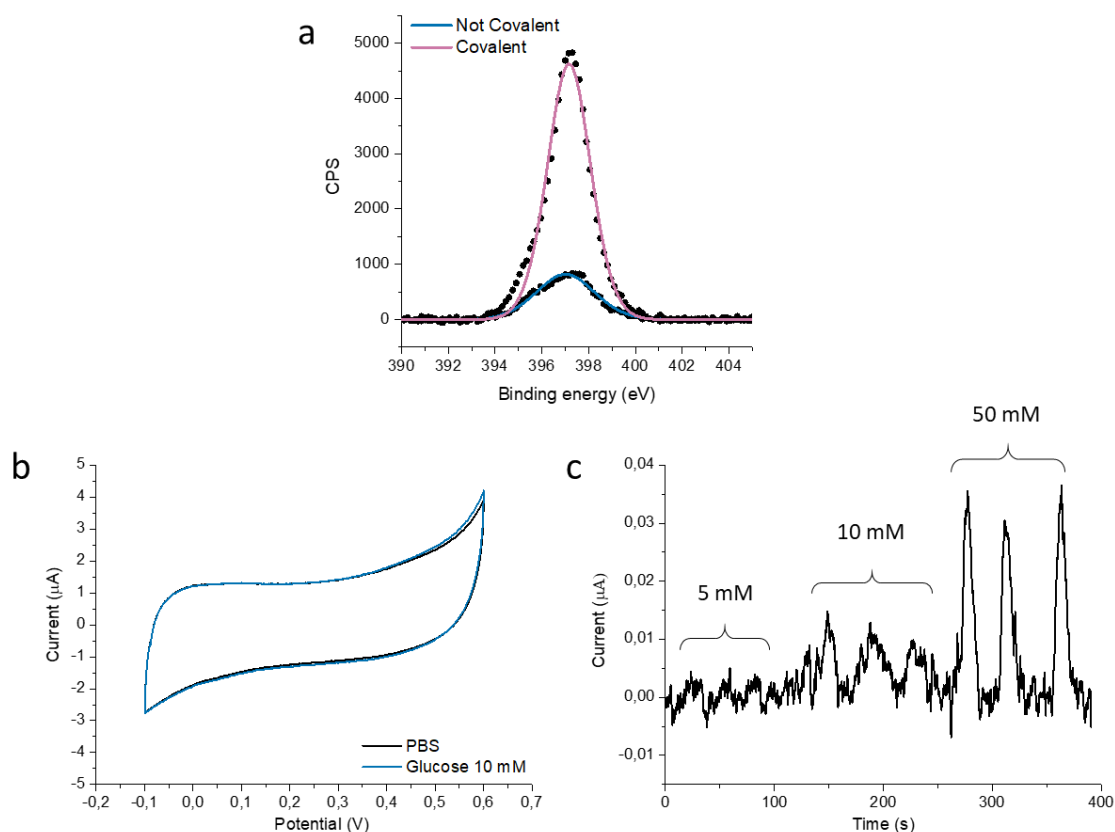 a
Not Covalent
Covalent
5000
4000
3000
2000
1000
0
CPS
390 392 394 396 398 400 402 404
Binding energy (eV)
b
5
4
3
2
1
0
-1
-2
-3
-4
-5
Current (μA)
PBS
Glucose 10 mM
-0,2 -0,1 0,0 0,1 0,2 0,3 0,4 0,5 0,6 0,7
Potential (V)
c
50 mM
10 mM
5 mM
0,04
0,03
0,02
0,01
0,00
-0,01
Current (μA)
0 100 200 300 400
Time (s)